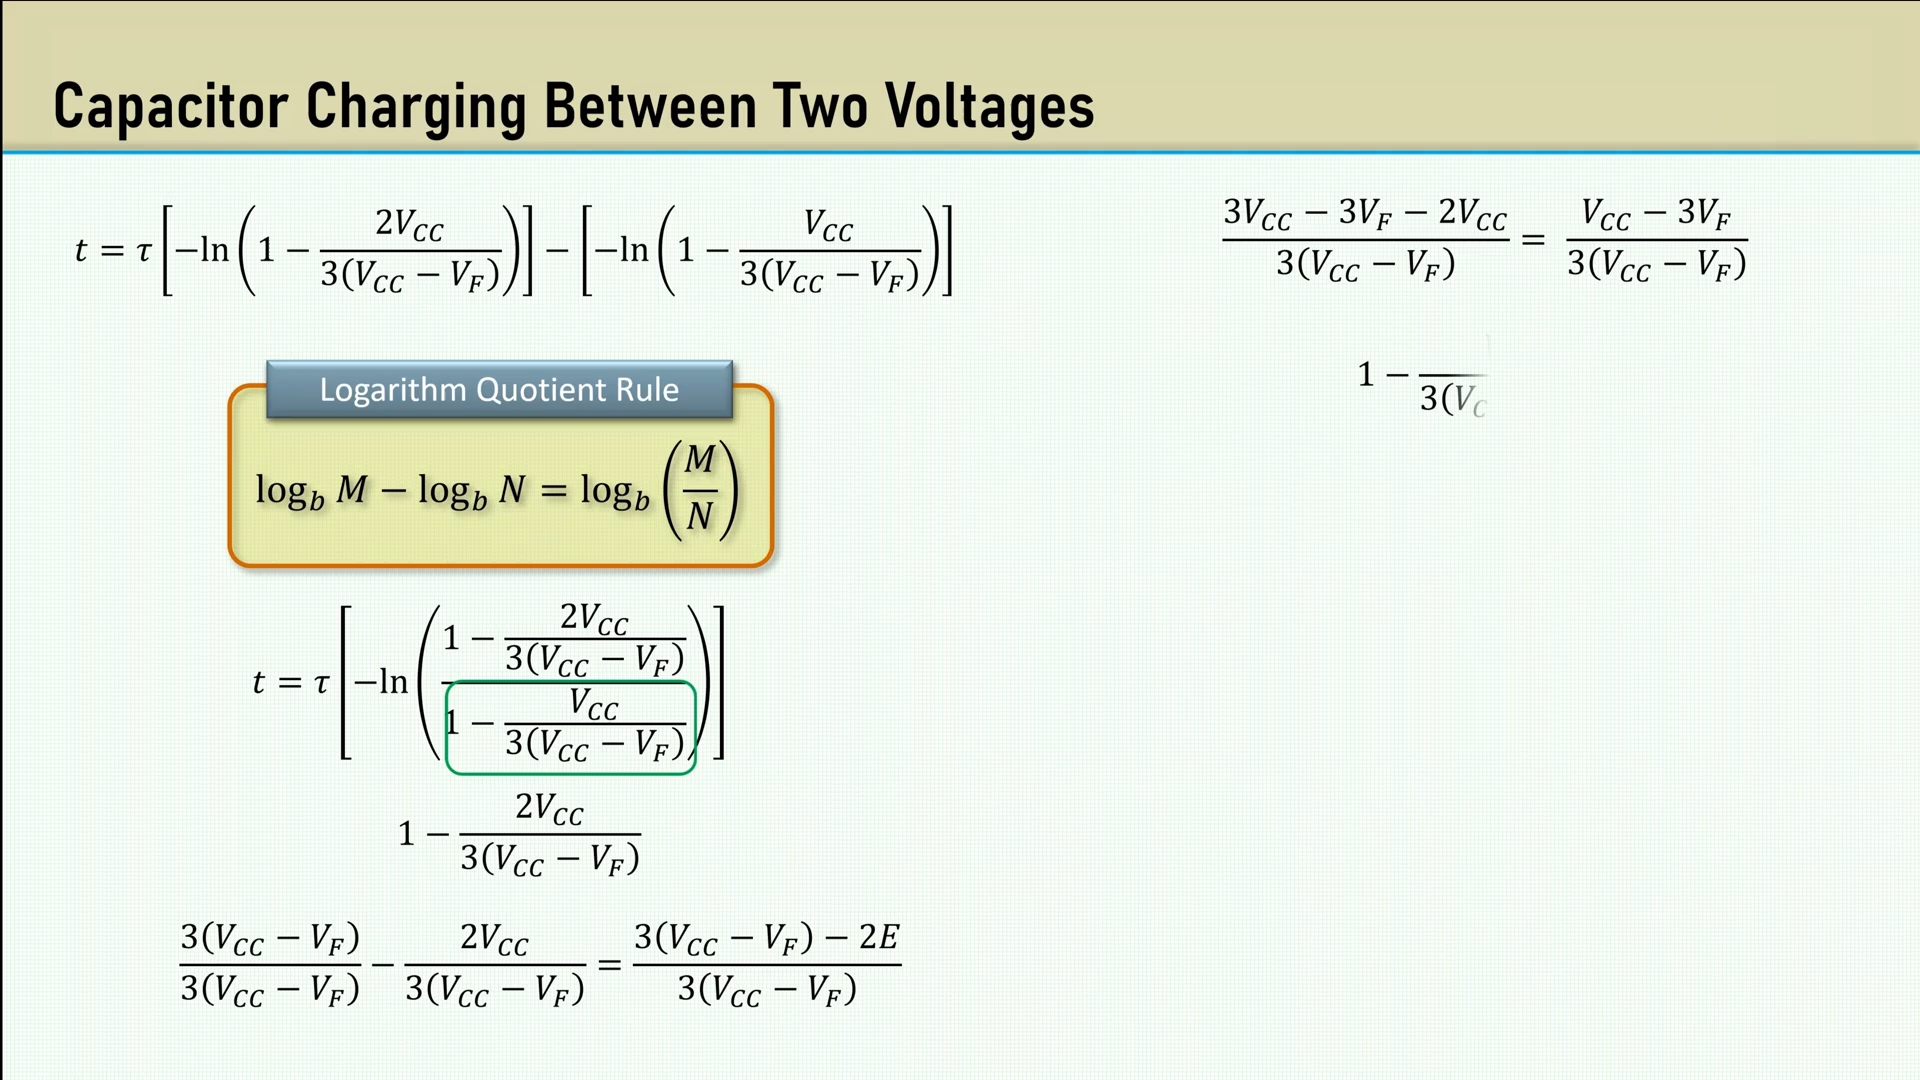 Capacitor Charging Between Two Voltages
t = τ [−ln(1 − 2V_CC / 3(V_CC − V_F))] − [−ln(1 − V_CC / 3(V_CC − V_F))]
Logarithm Quotient Rule
log_b M − log_b N = log_b (M / N)
t = τ [−ln((1 − 2V_CC / 3(V_CC − V_F)) / (1 − V_CC / 3(V_CC − V_F)))]
1 − 2V_CC / 3(V_CC − V_F)
3(V_CC − V_F) / 3(V_CC − V_F) − 2V_CC / 3(V_CC − V_F) = 3(V_CC − V_F) − 2E / 3(V_CC − V_F)
3V_CC − 3V_F − 2V_CC / 3(V_CC − V_F) = V_CC − 3V_F / 3(V_CC − V_F)
1 − 3(V_C